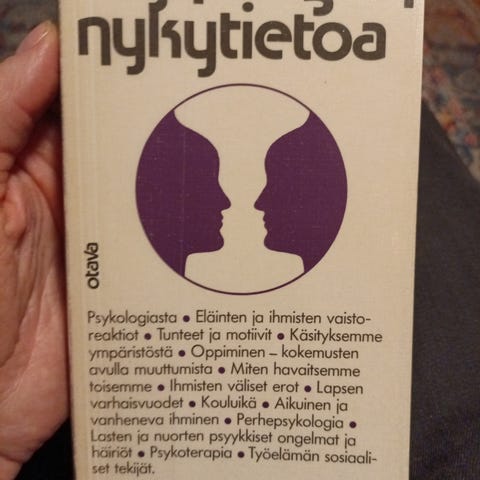 nykytietoa
otava
Psykologiasta • Eläinten ja ihmisten vaisto-
reaktiot • Tunteet ja motiivit • Käsityksemme
ympäristöstä • Oppiminen – kokemusten
avulla muuttumista • Miten havaitsemme
toisemme • Ihmisten väliset erot • Lapsen
varhaisvuodet • Kouluikä • Aikuinen ja
vanheneva ihminen • Perhepsykologia •
Lasten ja nuorten psyykkiset ongelmat ja
häiriöt • Psykoterapia • Työelämän sosiaali-
set tekijät.